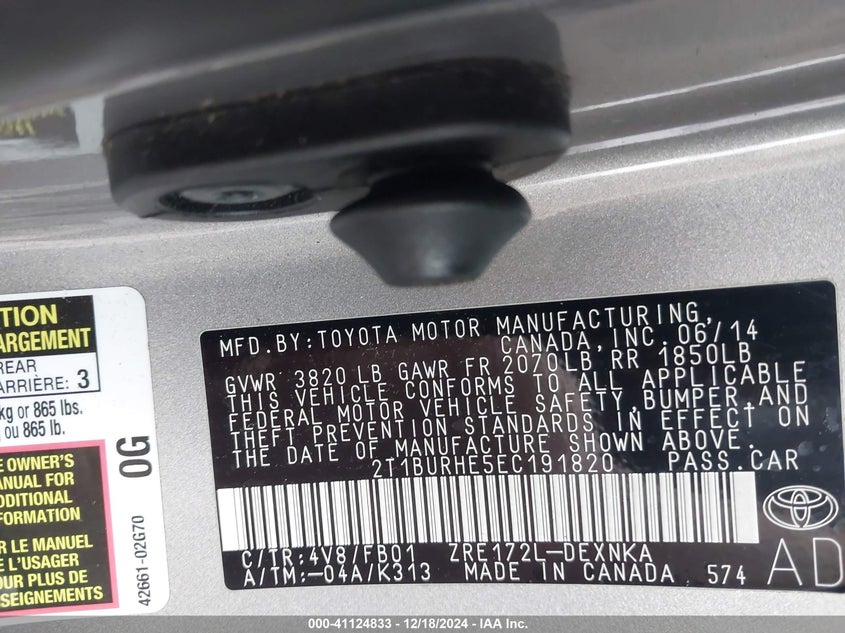 TION
ARGEMENT
REAR
ARRIÈRE: 3
kg or 865 lbs.
ou 865 lb.
E OWNER'S
ANUAL FOR
DDITIONAL
FORMATION
R LE MANUEL
E L'USAGER
OUR PLUS DE
SEIGNEMENTS
0G
42661-02G70
MFD.BY:TOYOTA MOTOR MANUFACTURING,
CANADA, INC. 06/14
GVWR 3820 LB GAWR FR 2070LB RR 1850LB
THIS VEHICLE CONFORMS TO ALL APPLICABLE
FEDERAL MOTOR VEHICLE SAFETY,BUMPER,AND
THEFT PREVENTION STANDARDS IN EFFECT ON
THE DATE OF MANUFACTURE SHOWN ABOVE.
2T1BURHE5EC191820 PASS.CAR
C/TR:4V8/FB01 ZRE172L-DEXNKA
A/TM:-04A/K313 MADE IN CANADA 574
AD
000-41124833 - 12/18/2024 - IAA Inc.